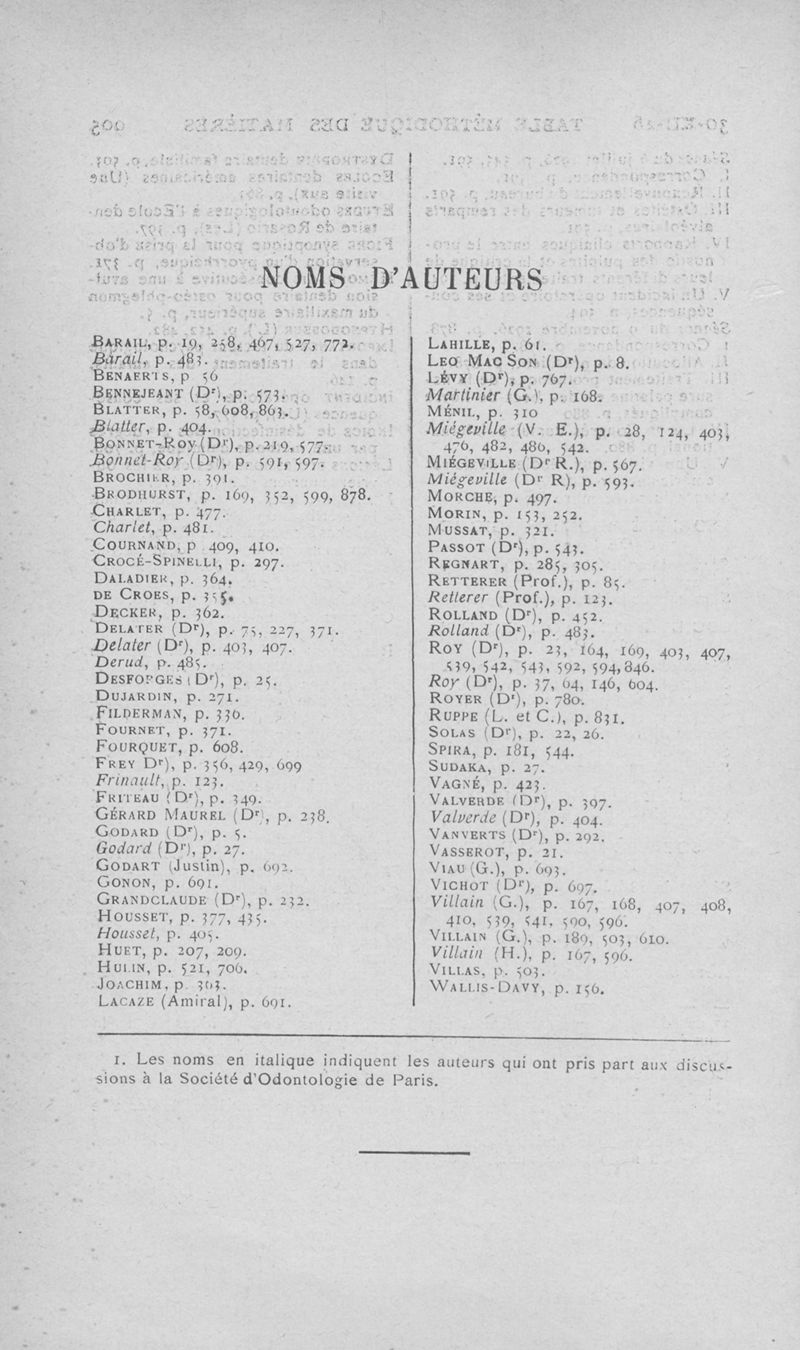 NOMS D'AUTEURS
BARAIL, p. 19, 258, 467, 527, 772.
Barail, p. 483.
BENAERTS, p 56
BENNEJEANT (Dr), p. 573.
BLATTER, p. 58, 608, 863.
Blatter, p. 404.
BONNET-ROY (Dr), p. 219, 577.
Bonnet-Roy (Dr), p. 591, 597.
BROCHIER, p. 391.
BRODHURST, p. 169, 352, 599, 878.
CHARLET, p. 477.
Charlet, p. 481.
COURNAND, p 409, 410.
CROCÉ-SPINELLI, p. 297.
DALADIER, p. 364.
DE CROES, p. 355.
DECKER, p. 362.
DELATER (Dr), p. 75, 227, 371.
Delater (Dr), p. 403, 407.
Derud, p. 485.
DESFORGES (Dr), p. 25.
DUJARDIN, p. 271.
FILDERMAN, p. 336.
FOURNET, p. 371.
FOURQUET, p. 608.
FREY Dr), p. 356, 429, 699
Frinault, p. 123.
FRITEAU (Dr), p. 349.
GÉRARD MAUREL (Dr), p. 238.
GODARD (Dr), p. 5.
Godard (Dr), p. 27.
GODART (Justin), p. 692.
GONON, p. 691.
GRANDCLAUDE (Dr), p. 232.
HOUSSET, p. 377, 435.
Housset, p. 405.
HUET, p. 207, 209.
HULIN, p. 521, 706.
JOACHIM, p. 303.
LACAZE (Amiral), p. 691.
LAHILLE, p. 61.
LEO MAC SON (Dr), p. 8.
LÉVY (Dr), p. 767.
Martinier (G.), p. 168.
MÉNIL, p. 310
Miégeville (V. E.), p. 28, 124, 403,
476, 482, 486, 542.
MIÉGEVILLE (Dr R.), p. 567.
Miégeville (Dr R), p. 593.
MORCHE, p. 497.
MORIN, p. 153, 252.
MUSSAT, p. 321.
PASSOT (Dr), p. 543.
REGNART, p. 285, 305.
RETTERER (Prof.), p. 85.
Retterer (Prof.), p. 123.
ROLLAND (Dr), p. 452.
Rolland (Dr), p. 483.
ROY (Dr), p. 23, 164, 169, 403, 407,
539, 542, 543, 592, 594, 846.
Roy (Dr), p. 37, 64, 146, 604.
ROYER (Dr), p. 780.
RUPPE (L. et C.), p. 831.
SOLAS (Dr), p. 22, 26.
SPIRA, p. 181, 544.
SUDAKA, p. 27.
VAGNÉ, p. 423.
VALVERDE (Dr), p. 397.
Valverde (Dr), p. 404.
VANVERTS (Dr), p. 292.
VASSEROT, p. 21.
VIAU (G.), p. 693.
VICHOT (Dr), p. 697.
Villain (G.), p. 167, 168, 407, 408,
410, 539, 541, 590, 596.
VILLAIN (G.), p. 189, 503, 610.
Villain (H.), p. 167, 596.
VILLAS, p. 503.
WALLIS-DAVY, p. 156.
1. Les noms en italique indiquent les auteurs qui ont pris part aux discus-
sions à la Société d'Odontologie de Paris.